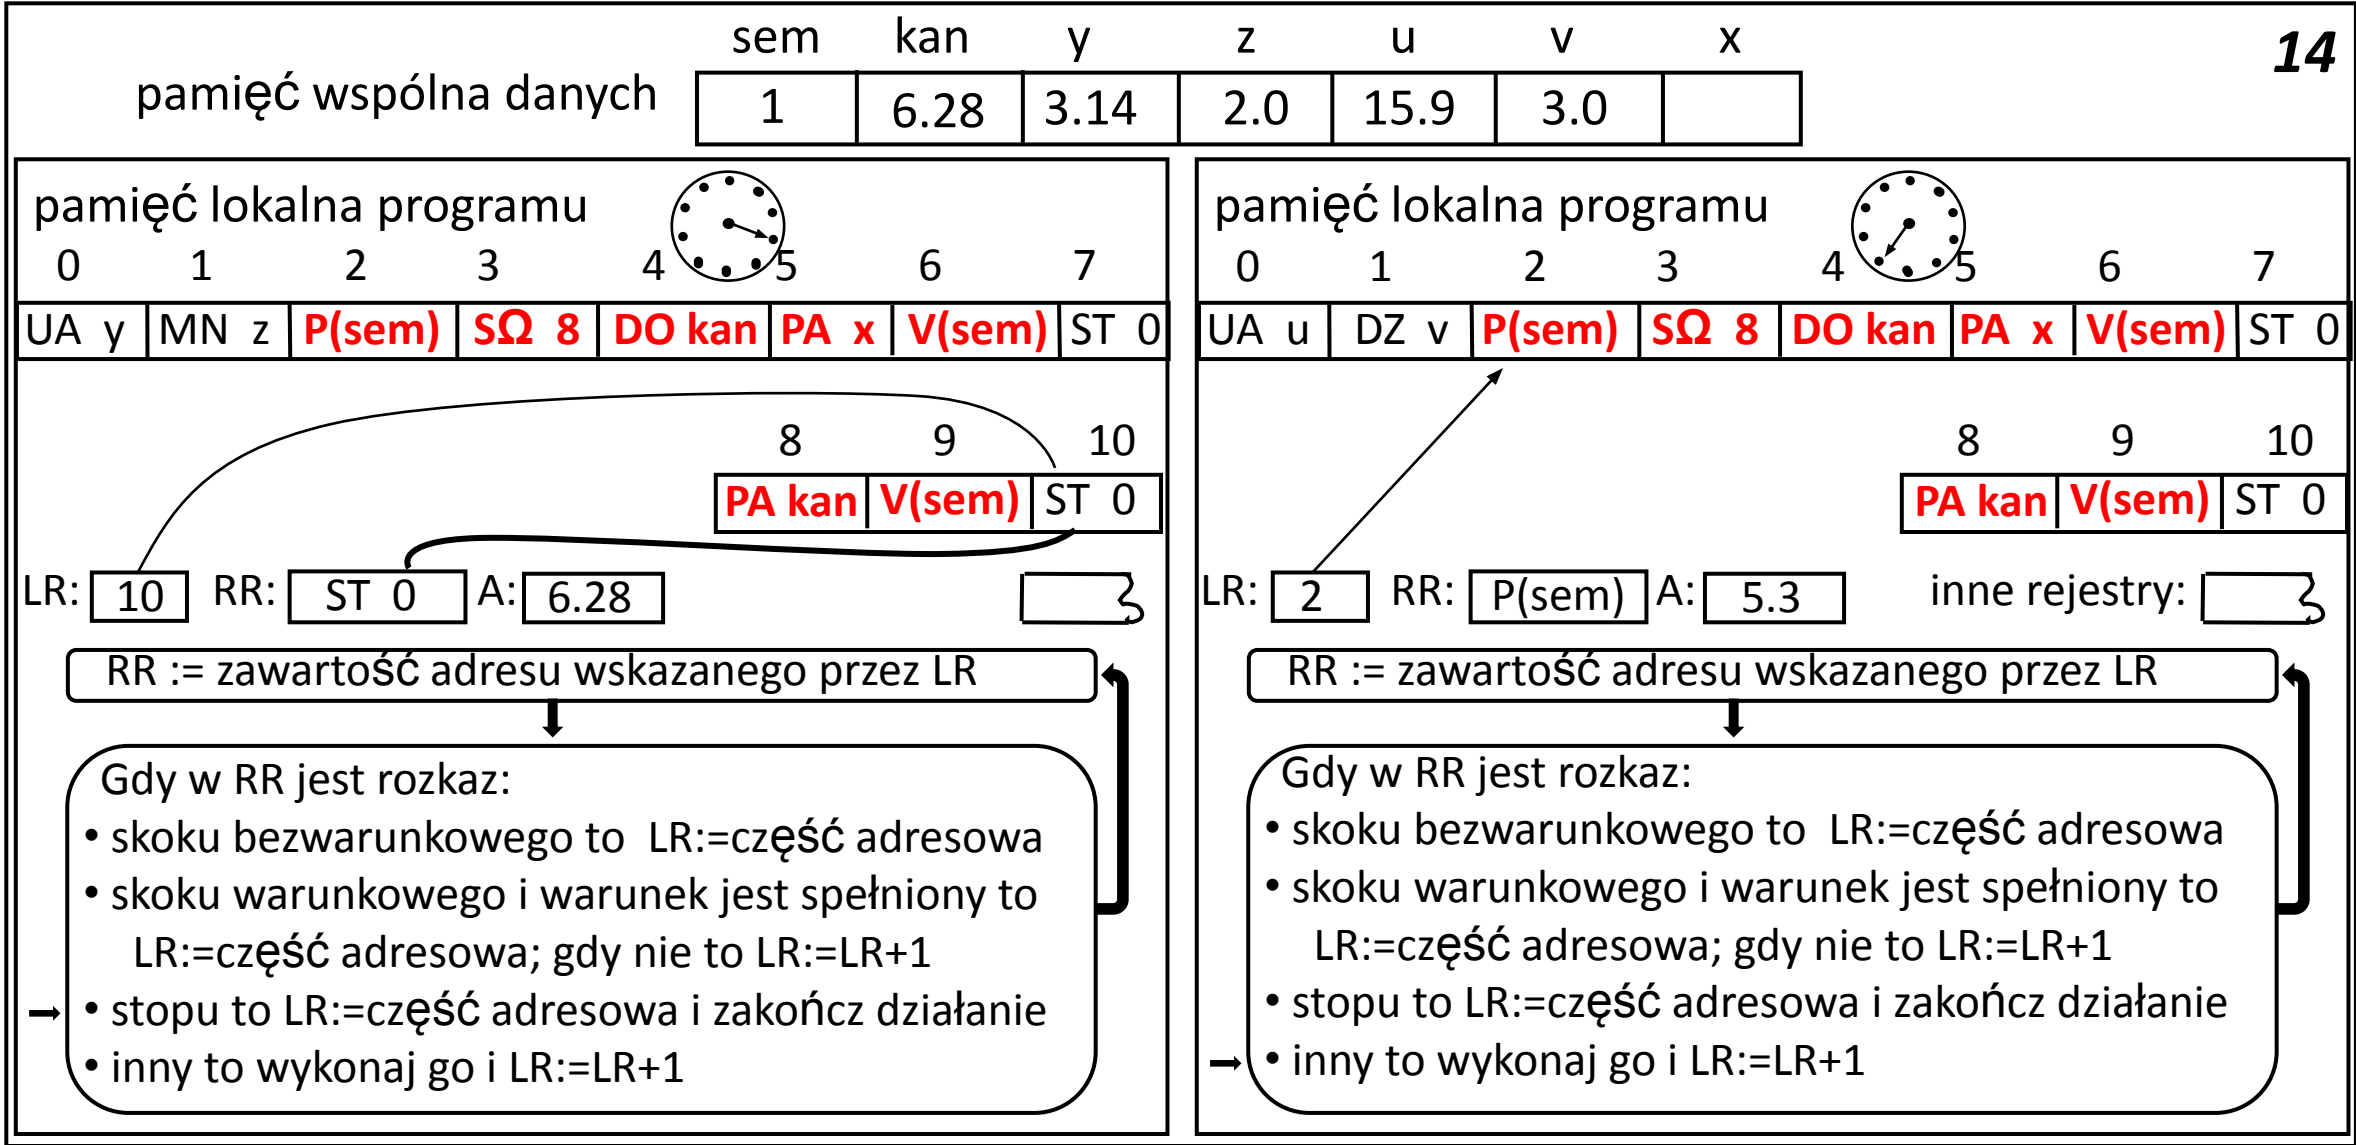 sem kan y z u v x
14
pamięć wspólna danych 1 6.28 3.14 2.0 15.9 3.0
pamięć lokalna programu
0 1 2 3 4 5 6 7
UA y MN z P(sem) SΩ 8 DO kan PA x V(sem) ST 0
8 9 10
PA kan V(sem) ST 0
LR: 10 RR: ST 0 A: 6.28
RR := zawartość adresu wskazanego przez LR
Gdy w RR jest rozkaz:
• skoku bezwarunkowego to LR:=część adresowa
• skoku warunkowego i warunek jest spełniony to
LR:=część adresowa; gdy nie to LR:=LR+1
• stopu to LR:=część adresowa i zakończ działanie
• inny to wykonaj go i LR:=LR+1
pamięć lokalna programu
0 1 2 3 4 5 6 7
UA u DZ v P(sem) SΩ 8 DO kan PA x V(sem) ST 0
8 9 10
PA kan V(sem) ST 0
LR: 2 RR: P(sem) A: 5.3 inne rejestry:
RR := zawartość adresu wskazanego przez LR
Gdy w RR jest rozkaz:
• skoku bezwarunkowego to LR:=część adresowa
• skoku warunkowego i warunek jest spełniony to
LR:=część adresowa; gdy nie to LR:=LR+1
• stopu to LR:=część adresowa i zakończ działanie
• inny to wykonaj go i LR:=LR+1